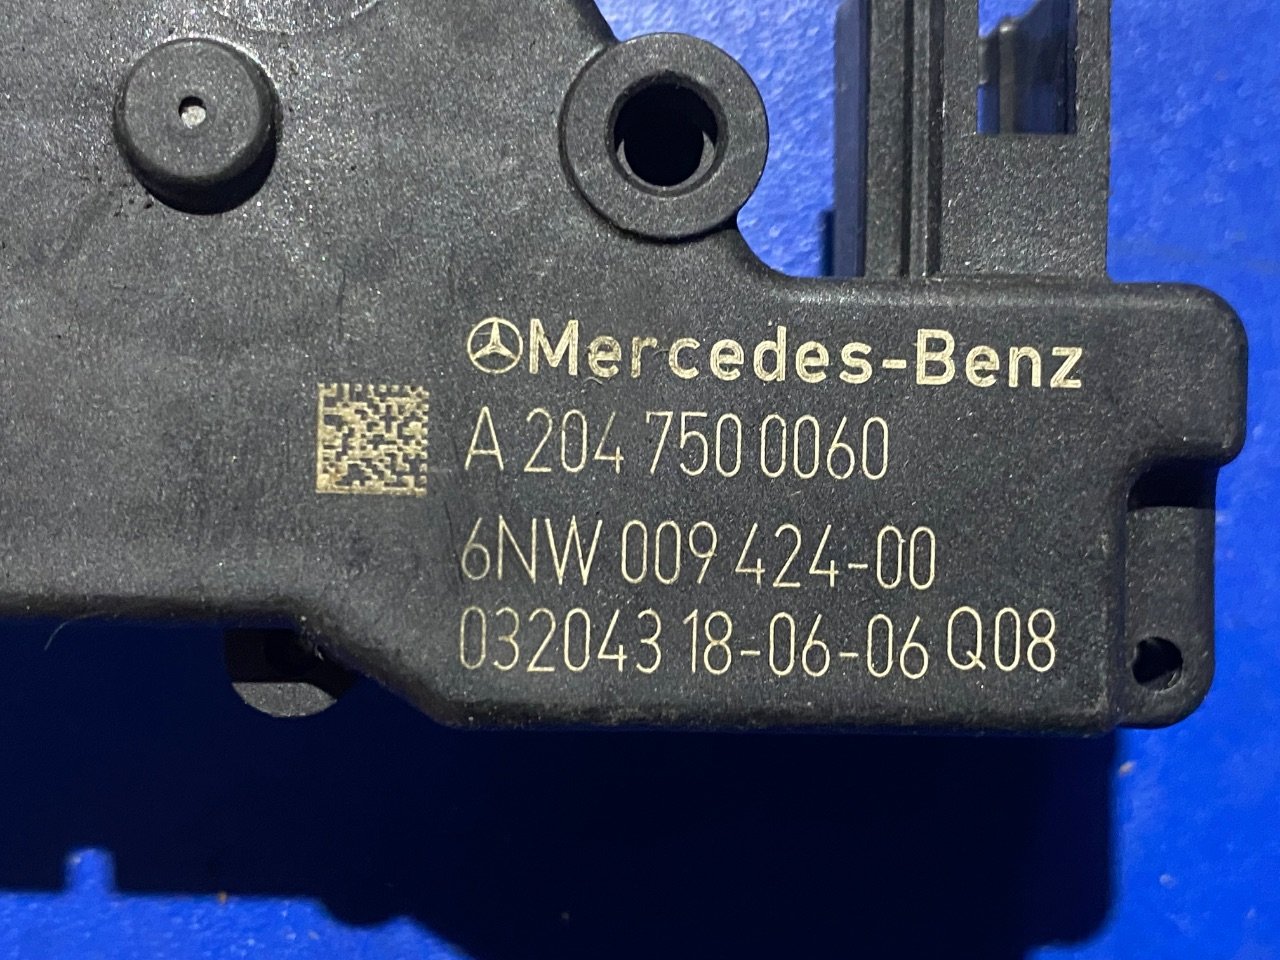 Mercedes-Benz
A 204 750 0060
6NW 009 424-00
032043 18-06-06 Q08